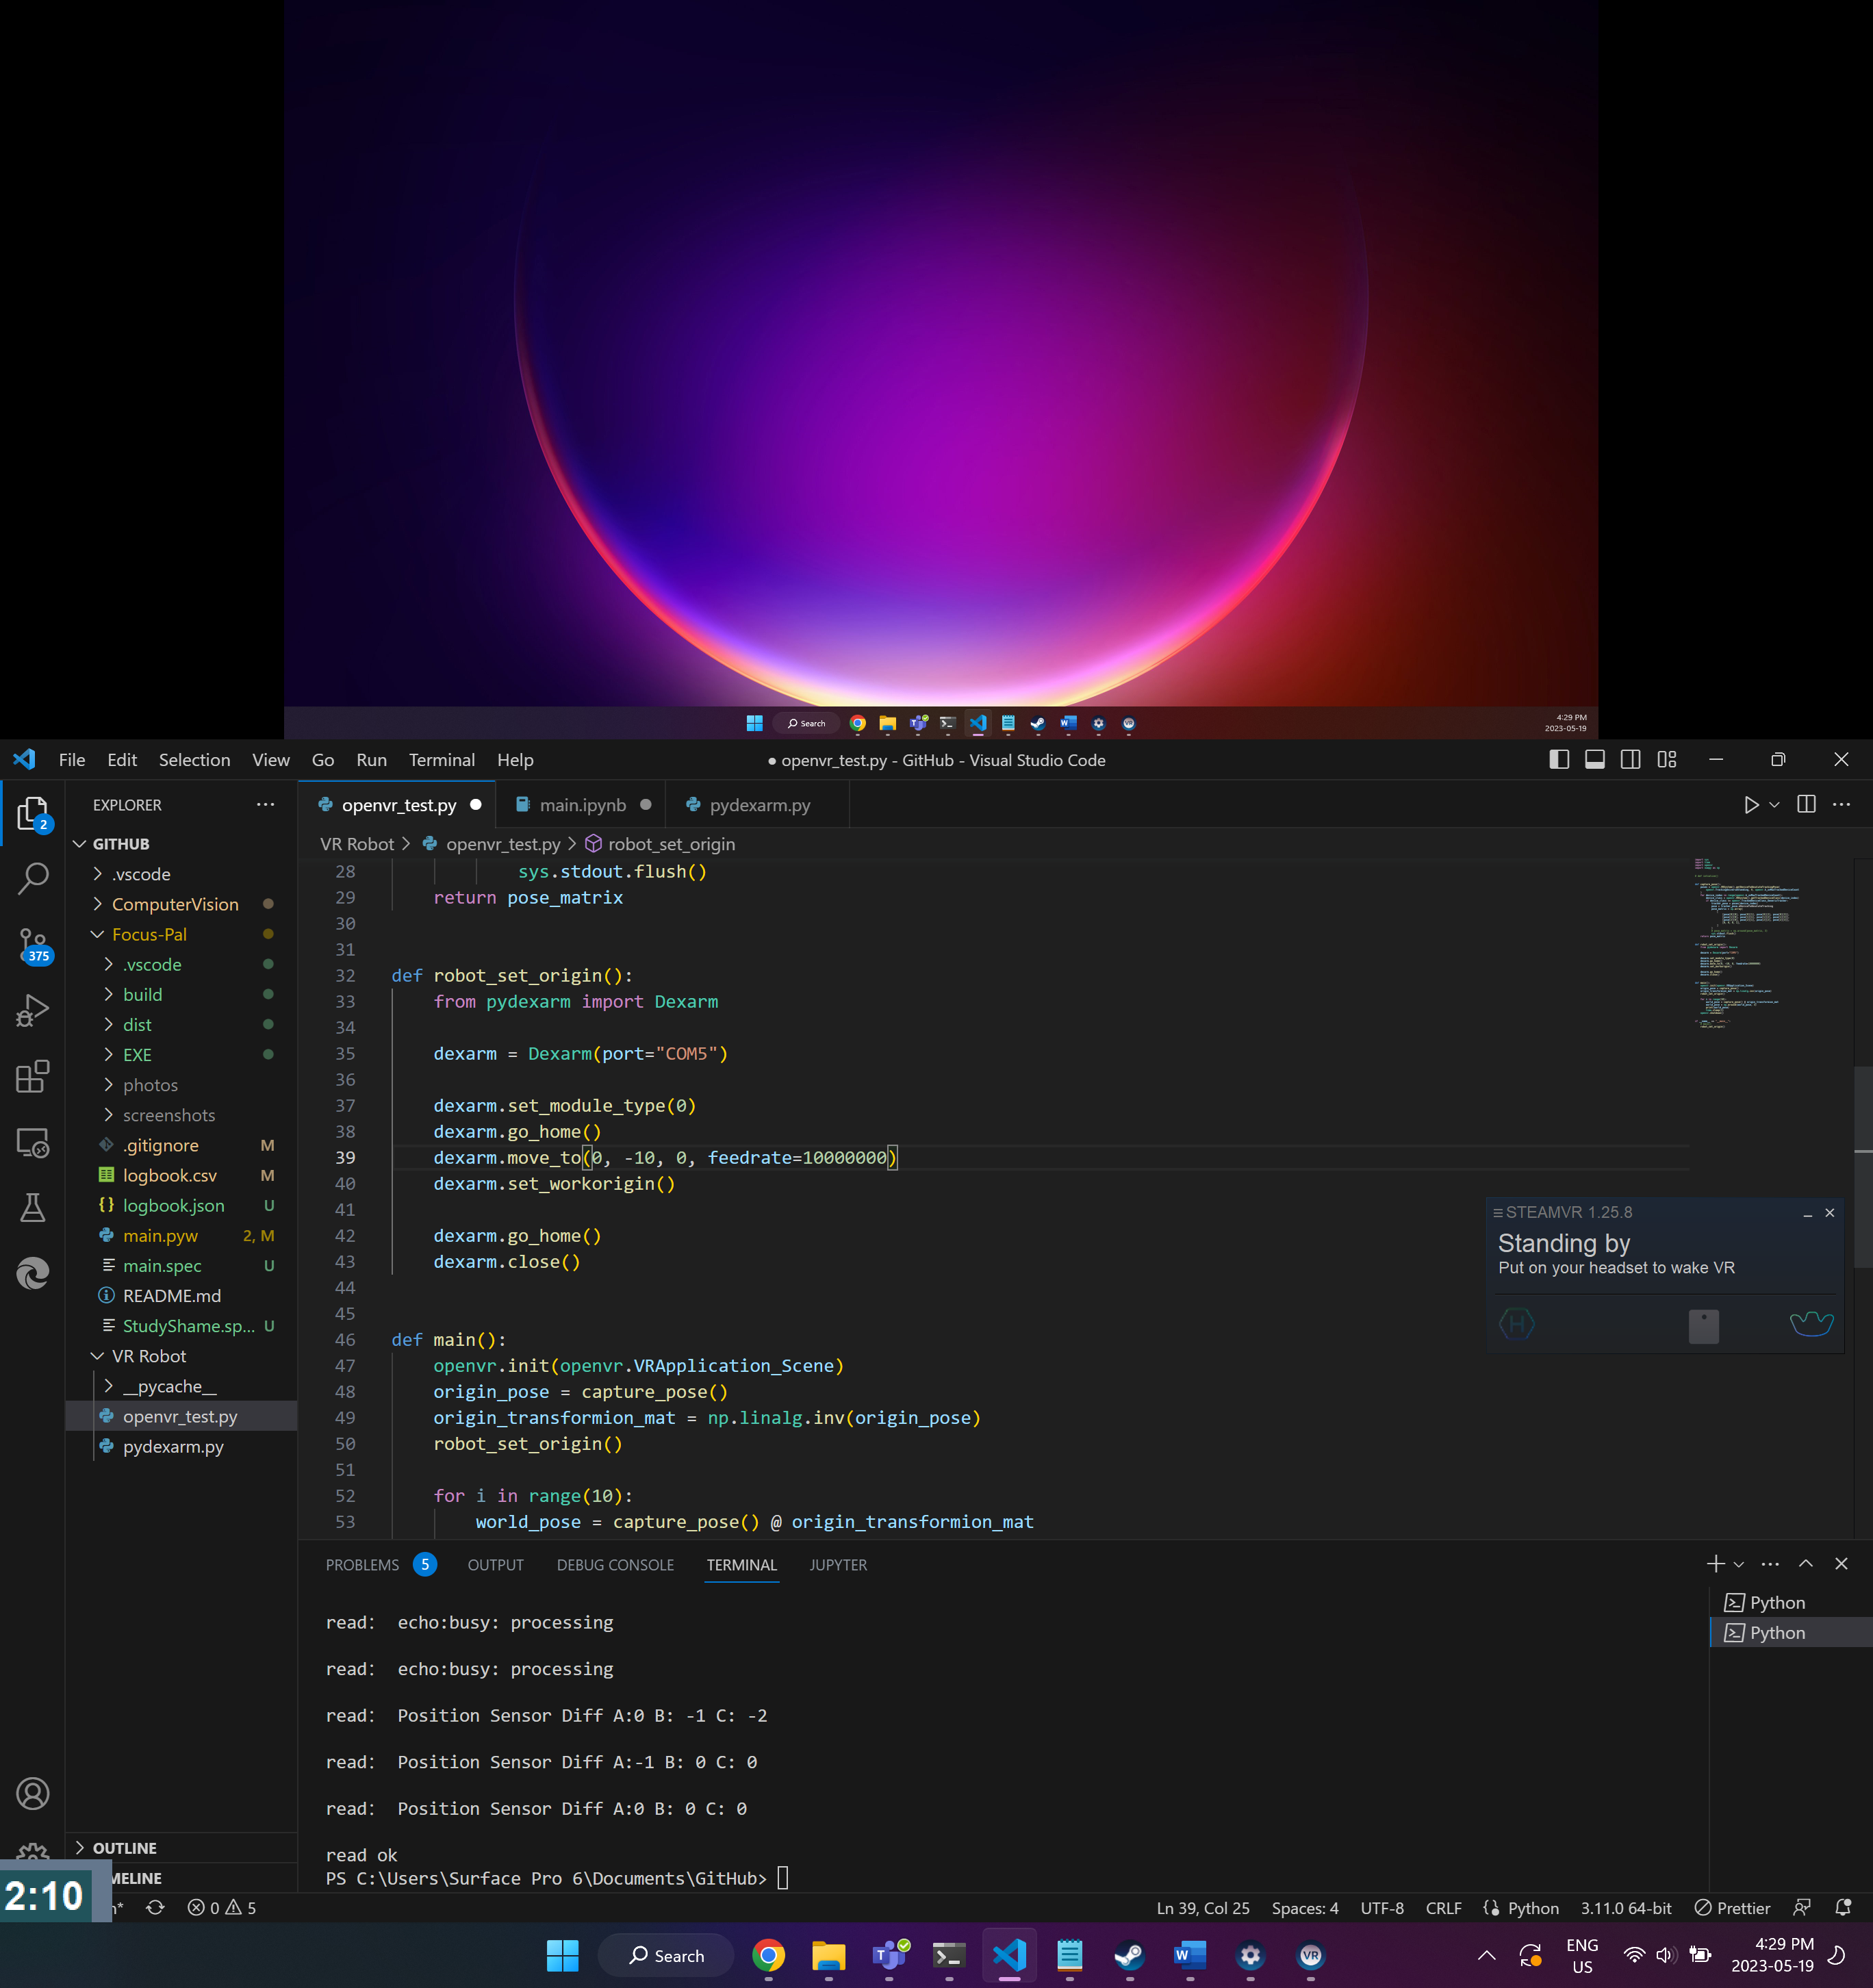 Search
4:29 PM
2023-05-19
File Edit Selection View Go Run Terminal Help
● openvr_test.py - GitHub - Visual Studio Code
EXPLORER
2
375
GITHUB
.vscode
ComputerVision
Focus-Pal
.vscode
build
dist
EXE
photos
screenshots
.gitignore M
logbook.csv M
logbook.json U
main.pyw 2, M
main.spec U
README.md
StudyShame.sp... U
VR Robot
__pycache__
openvr_test.py
pydexarm.py
OUTLINE
MELINE
openvr_test.py main.ipynb pydexarm.py
VR Robot > openvr_test.py > robot_set_origin
28 sys.stdout.flush()
29 return pose_matrix
30
31
32 def robot_set_origin():
33 from pydexarm import Dexarm
34
35 dexarm = Dexarm(port="COM5")
36
37 dexarm.set_module_type(0)
38 dexarm.go_home()
39 dexarm.move_to(0, -10, 0, feedrate=10000000)
40 dexarm.set_workorigin()
41
42 dexarm.go_home()
43 dexarm.close()
44
45
46 def main():
47 openvr.init(openvr.VRApplication_Scene)
48 origin_pose = capture_pose()
49 origin_transformion_mat = np.linalg.inv(origin_pose)
50 robot_set_origin()
51
52 for i in range(10):
53 world_pose = capture_pose() @ origin_transformion_mat
STEAMVR 1.25.8
Standing by
Put on your headset to wake VR
PROBLEMS 5 OUTPUT DEBUG CONSOLE TERMINAL JUPYTER
read: echo:busy: processing
read: echo:busy: processing
read: Position Sensor Diff A:0 B: -1 C: -2
read: Position Sensor Diff A:-1 B: 0 C: 0
read: Position Sensor Diff A:0 B: 0 C: 0
read ok
PS C:\Users\Surface Pro 6\Documents\GitHub>
Python
Python
2:10
0 5
Ln 39, Col 25 Spaces: 4 UTF-8 CRLF Python 3.11.0 64-bit Prettier
Search
ENG
US
4:29 PM
2023-05-19